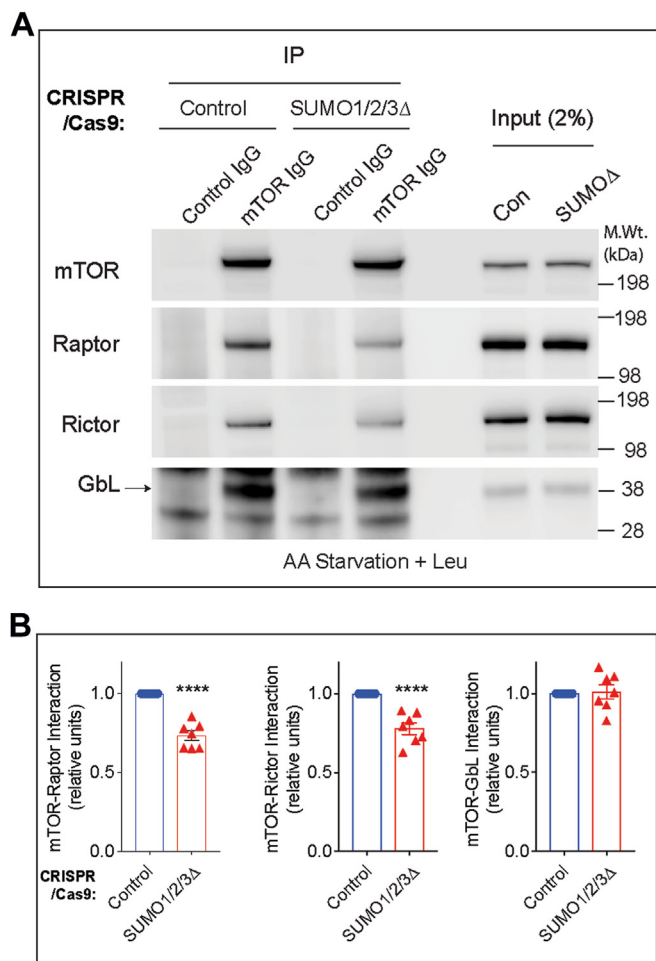 A
IP
CRISPR
/Cas9:
Control
SUMO1/2/3Δ
Input (2%)
Control IgG
mTOR IgG
Control IgG
mTOR IgG
Con
SUMOΔ
M.Wt.
(kDa)
mTOR
198
Raptor
198
98
Rictor
198
98
GbL
38
28
AA Starvation + Leu
B
mTOR-Raptor Interaction
(relative units)
1.0
0.5
0.0
****
Control
SUMO1/2/3Δ
mTOR-Rictor Interaction
(relative units)
1.0
0.5
0.0
****
Control
SUMO1/2/3Δ
mTOR-GbL Interaction
(relative units)
1.0
0.5
0.0
Control
SUMO1/2/3Δ
CRISPR
/Cas9: